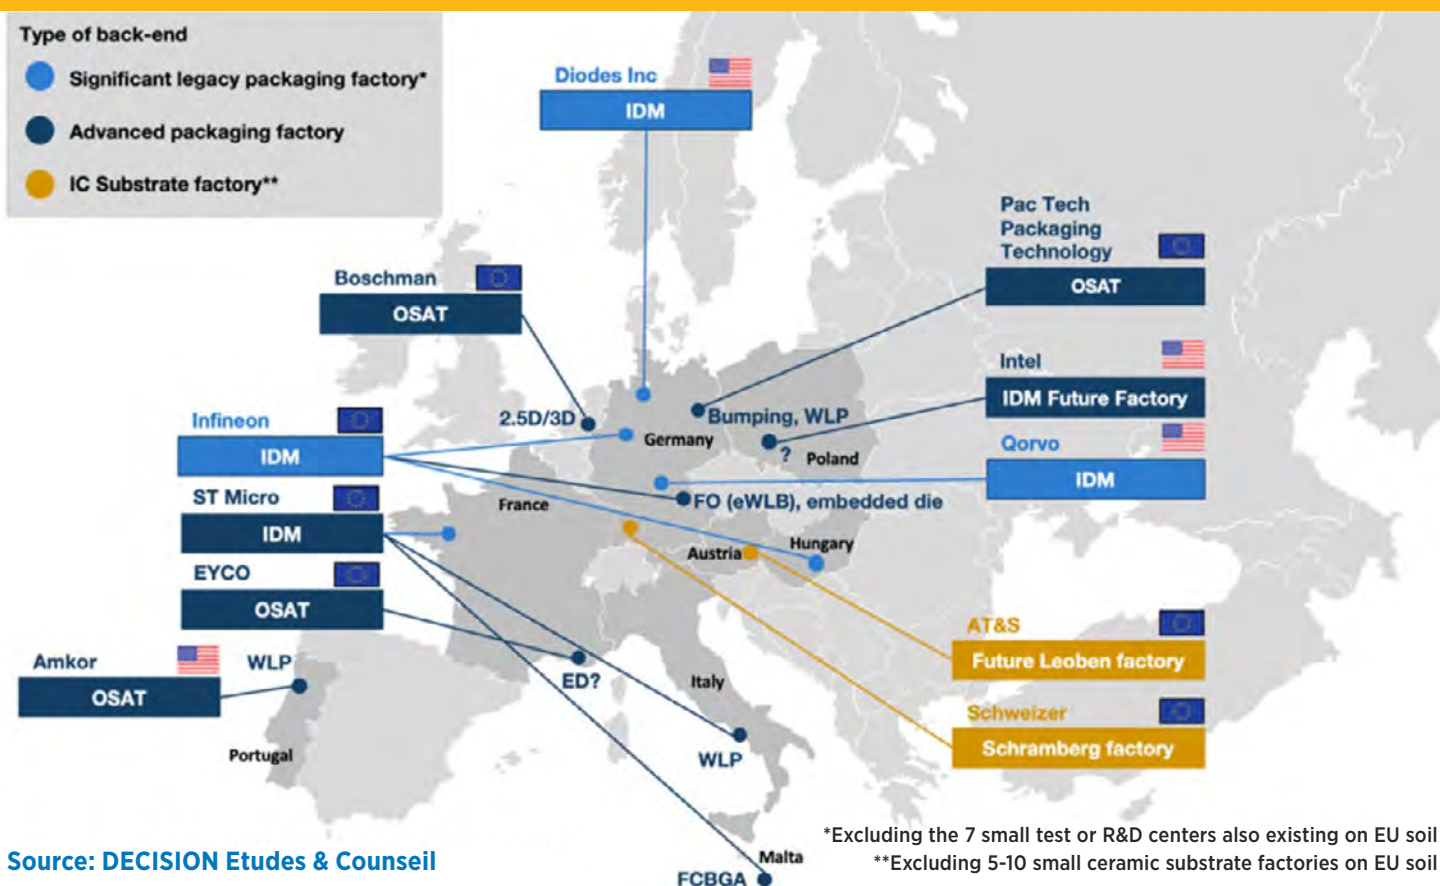 Type of back-end
Significant legacy packaging factory*
Advanced packaging factory
IC Substrate factory**
Diodes Inc
IDM
Pac Tech
Packaging
Technology
OSAT
Boschman
OSAT
Intel
IDM Future Factory
Infineon
IDM
2.5D/3D
Bumping, WLP
Germany
?
Poland
Qorvo
IDM
ST Micro
IDM
France
FO (eWLB), embedded die
Austria
Hungary
EYCO
OSAT
AT&S
Future Leoben factory
Amkor
OSAT
WLP
ED?
Italy
Schweizer
Schramberg factory
Portugal
WLP
Malta
FCBGA
*Excluding the 7 small test or R&D centers also existing on EU soil
**Excluding 5-10 small ceramic substrate factories on EU soil
Source: DECISION Etudes & Counseil